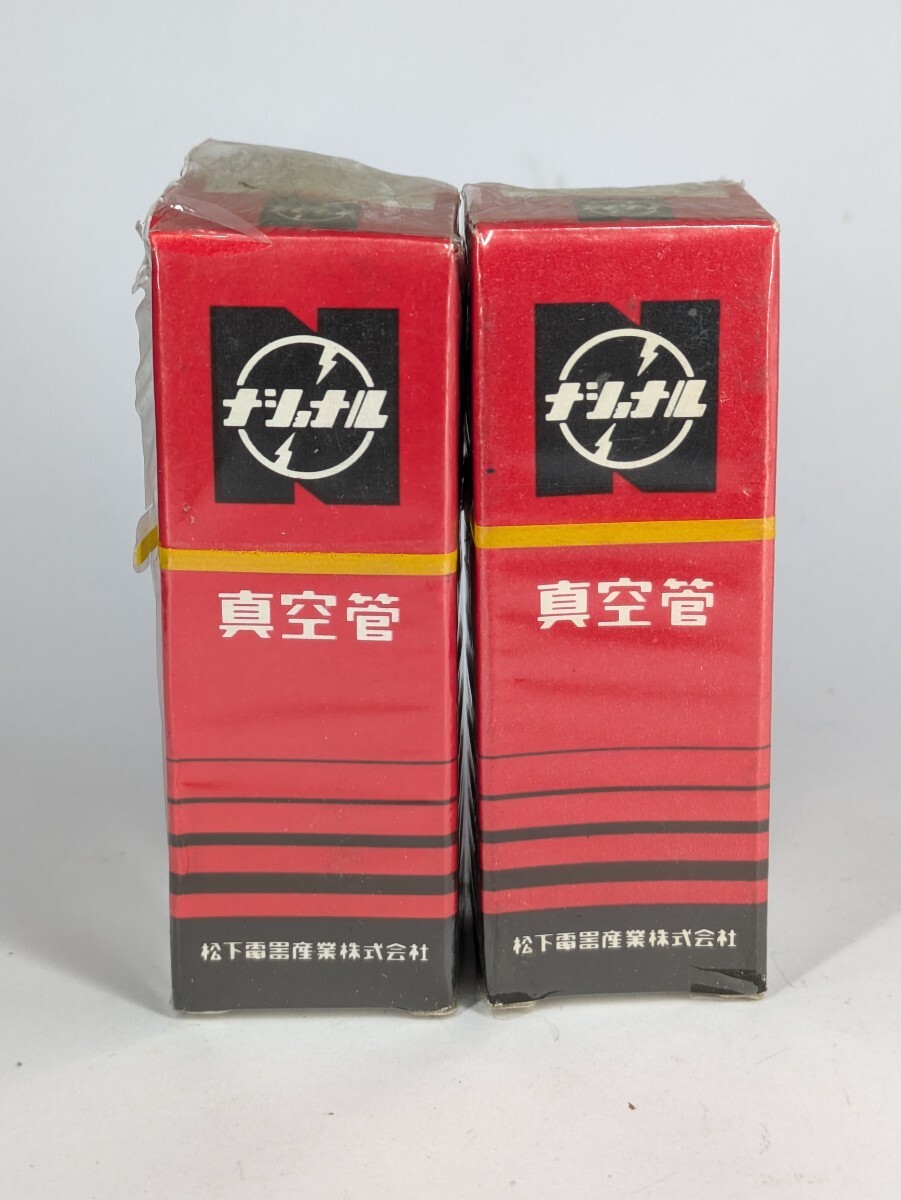 ナショナル
真空管
松下電器産業株式会社
ナショナル
真空管
松下電器産業株式会社